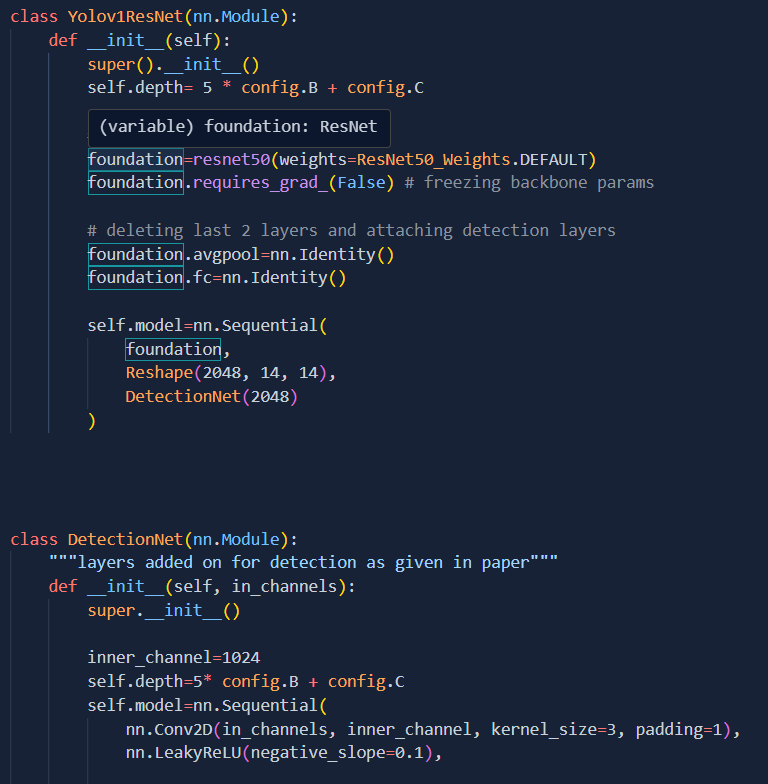 class Yolov1ResNet(nn.Module):
    def __init__(self):
        super().__init__()
        self.depth= 5 * config.B + config.C
        (variable) foundation: ResNet
        foundation=resnet50(weights=ResNet50_Weights.DEFAULT)
        foundation.requires_grad_(False) # freezing backbone params

        # deleting last 2 layers and attaching detection layers
        foundation.avgpool=nn.Identity()
        foundation.fc=nn.Identity()

        self.model=nn.Sequential(
            foundation,
            Reshape(2048, 14, 14),
            DetectionNet(2048)
        )

class DetectionNet(nn.Module):
    """layers added on for detection as given in paper"""
    def __init__(self, in_channels):
        super.__init__()

        inner_channel=1024
        self.depth=5* config.B + config.C
        self.model=nn.Sequential(
            nn.Conv2D(in_channels, inner_channel, kernel_size=3, padding=1),
            nn.LeakyReLU(negative_slope=0.1),